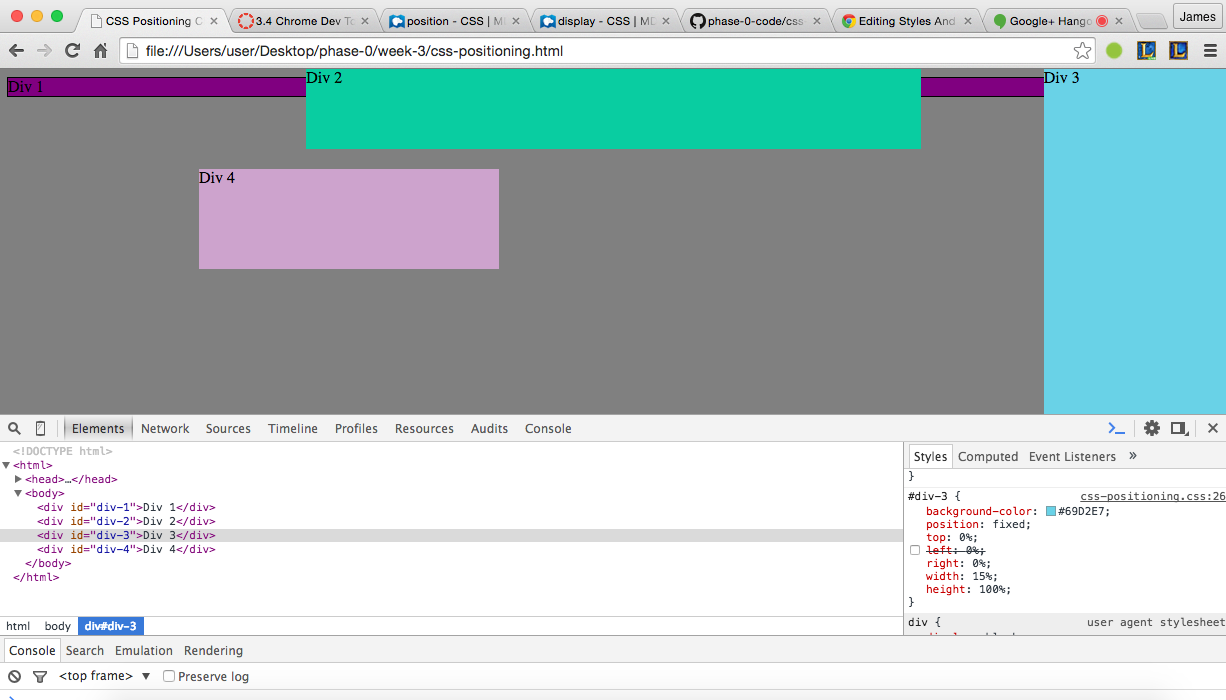 CSS Positioning C
3.4 Chrome Dev To
position - CSS | M
display - CSS | MD
phase-0-code/css
Editing Styles And
Google+ Hango
James
file:///Users/user/Desktop/phase-0/week-3/css-positioning.html
Div 1
Div 2
Div 3
Div 4
Elements Network Sources Timeline Profiles Resources Audits Console
<!DOCTYPE html>
<html>
<head>…</head>
<body>
<div id="div-1">Div 1</div>
<div id="div-2">Div 2</div>
<div id="div-3">Div 3</div>
<div id="div-4">Div 4</div>
</body>
</html>
html body div#div-3
Styles Computed Event Listeners »
}
#div-3 { css-positioning.css:26
background-color: #69D2E7;
position: fixed;
top: 0%;
left: 0%;
right: 0%;
width: 15%;
height: 100%;
}
div { user agent stylesheet
Console Search Emulation Rendering
<top frame> ▼ Preserve log